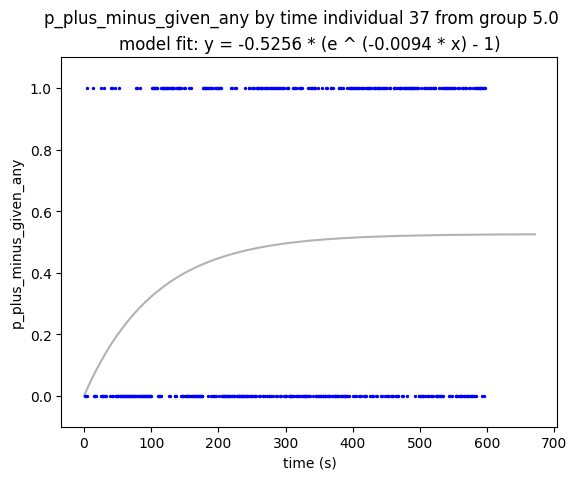 p_plus_minus_given_any by time individual 37 from group 5.0
model fit: y = -0.5256 * (e ^ (-0.0094 * x) - 1)
1.0
0.8
0.6
0.4
0.2
0.0
p_plus_minus_given_any
0 100 200 300 400 500 600 700
time (s)